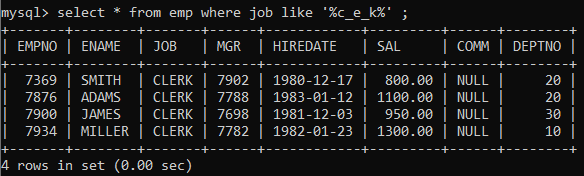 mysql> select * from emp where job like '%c_e_k%' ;
+-------+--------+-------+------+------------+---------+------+--------+
| EMPNO | ENAME  | JOB   | MGR  | HIREDATE   | SAL     | COMM | DEPTNO |
+-------+--------+-------+------+------------+---------+------+--------+
|  7369 | SMITH  | CLERK | 7902 | 1980-12-17 |  800.00 | NULL |     20 |
|  7876 | ADAMS  | CLERK | 7788 | 1983-01-12 | 1100.00 | NULL |     20 |
|  7900 | JAMES  | CLERK | 7698 | 1981-12-03 |  950.00 | NULL |     30 |
|  7934 | MILLER | CLERK | 7782 | 1982-01-23 | 1300.00 | NULL |     10 |
+-------+--------+-------+------+------------+---------+------+--------+
4 rows in set (0.00 sec)